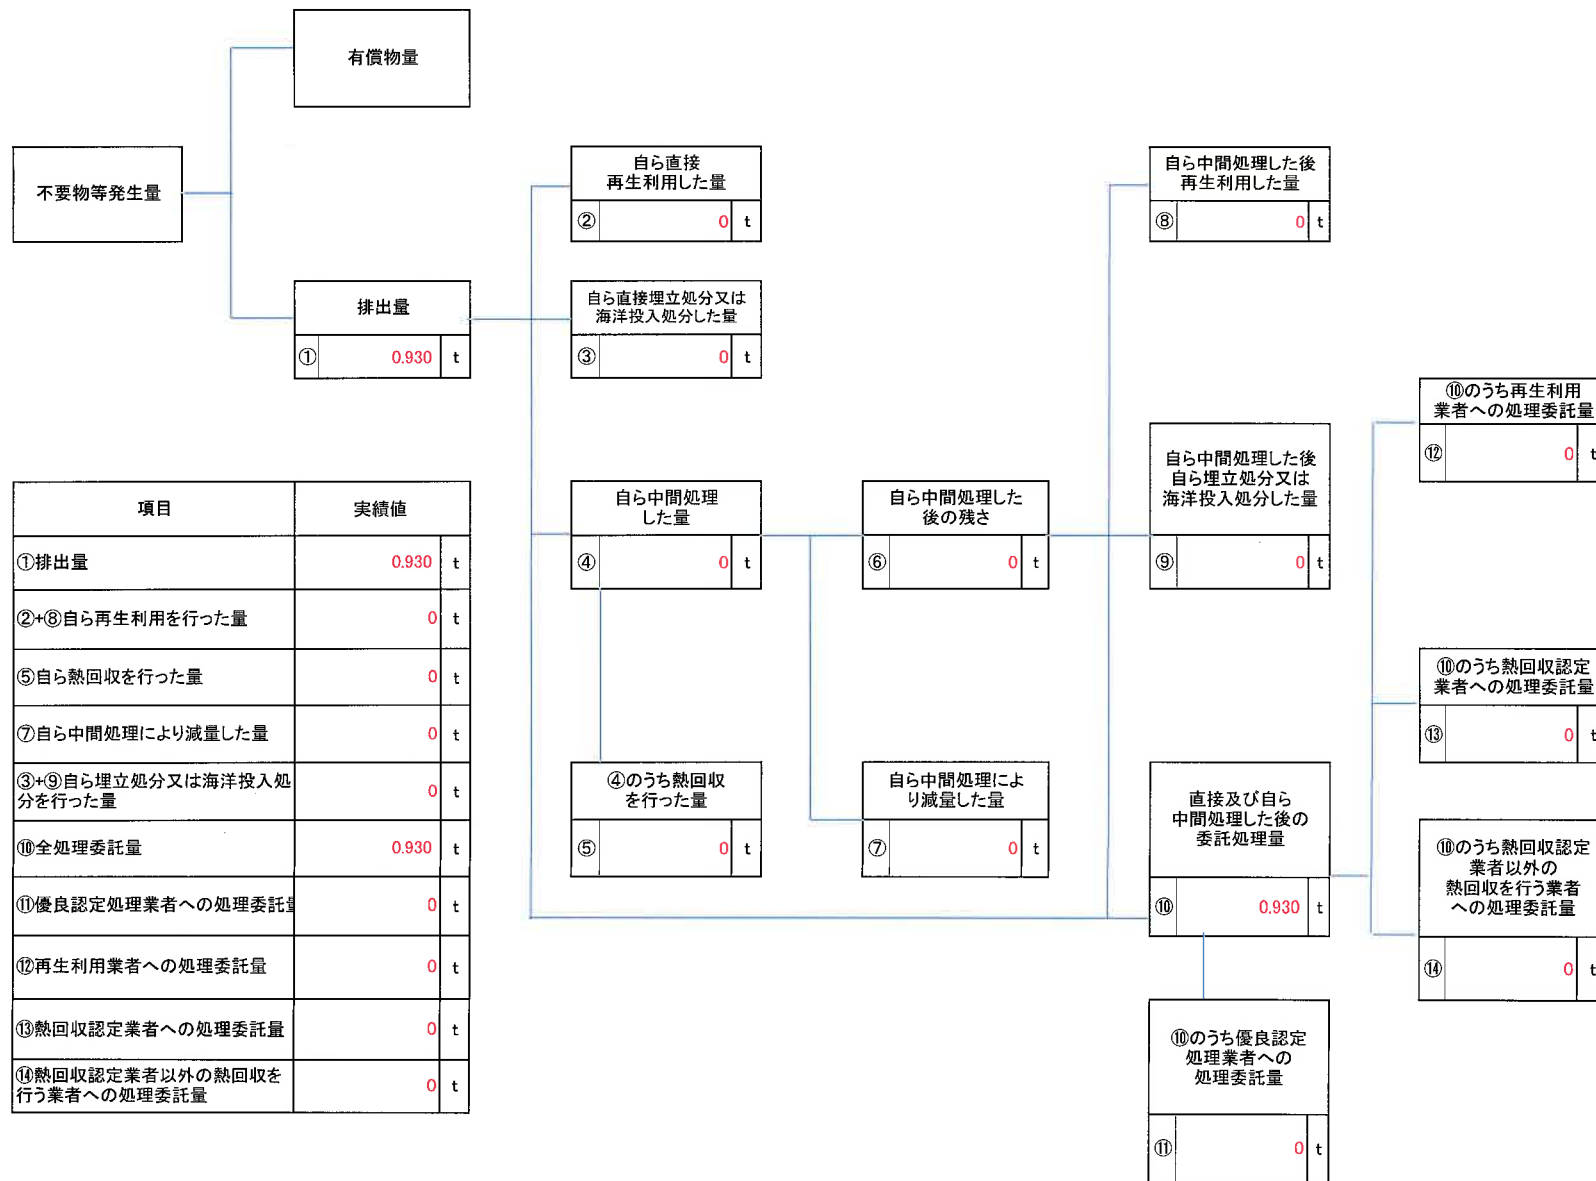 有償物量
不要物等発生量
排出量
① 0.930 t
自ら直接
再生利用した量
② 0 t
自ら直接埋立処分又は
海洋投入処分した量
③ 0 t
自ら中間処理
した量
④ 0 t
④のうち熱回収
を行った量
⑤ 0 t
自ら中間処理した
後の残さ
⑥ 0 t
自ら中間処理によ
り減量した量
⑦ 0 t
自ら中間処理した後
再生利用した量
⑧ 0 t
自ら中間処理した後
自ら埋立処分又は
海洋投入処分した量
⑨ 0 t
直接及び自ら
中間処理した後の
委託処理量
⑩ 0.930 t
⑩のうち優良認定
処理業者への
処理委託量
⑪ 0 t
⑩のうち再生利用
業者への処理委託量
⑫ 0 t
⑩のうち熱回収認定
業者への処理委託量
⑬ 0 t
⑩のうち熱回収認定
業者以外の
熱回収を行う業者
への処理委託量
⑭ 0 t
項目 実績値
①排出量 0.930 t
②+⑧自ら再生利用を行った量 0 t
⑤自ら熱回収を行った量 0 t
⑦自ら中間処理により減量した量 0 t
③+⑨自ら埋立処分又は海洋投入処
分を行った量 0 t
⑩全処理委託量 0.930 t
⑪優良認定処理業者への処理委託量 0 t
⑫再生利用業者への処理委託量 0 t
⑬熱回収認定業者への処理委託量 0 t
⑭熱回収認定業者以外の熱回収を
行う業者への処理委託量 0 t